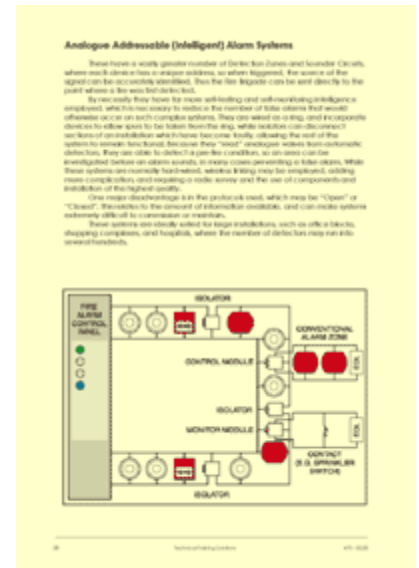 Analogue Addressable (Intelligent) Alarm Systems
These have a vastly greater number of Detection Zones and Sounder Circuits,
where each device has a unique address, so when triggered, the source of the
signal can be accurately identified. Thus the Fire Brigade can be sent directly to the
point where a fire was first detected.
By necessity they have far more self-testing and self-monitoring intelligence
employed, which is necessary to reduce the number of false alarms that would
otherwise occur on such complex systems. They are wired as a ring, and incorporate
devices to allow spurs to be taken from the ring, while isolators can disconnect
sections of an installation which have become faulty, allowing the rest of the
system to remain functional. Because they "read" analogue values from automatic
detectors, they are able to detect a pre-fire condition, so an area can be
investigated before an alarm sounds, in many cases preventing a false alarm. While
these systems are normally hard-wired, wireless linking may be employed, adding
more complication, and requiring a radio survey and the use of components and
installation of the highest quality.
One major disadvantage is in the protocols used, which may be "Open" or
"Closed". This relates to the amount of information available, and can make systems
extremely difficult to commission or maintain.
These systems are ideally suited for large installations, such as office blocks,
shopping complexes, and hospitals, where the number of detectors may run into
several hundreds.
FIRE
ALARM
CONTROL
PANEL
ISOLATOR
CONVENTIONAL
ALARM ZONE
EOL
CONTROL MODULE
ISOLATOR
MONITOR MODULE
EOL
CONTACT
(E.G. SPRINKLER
SWITCH)
ISOLATOR
Technical Training Solutions